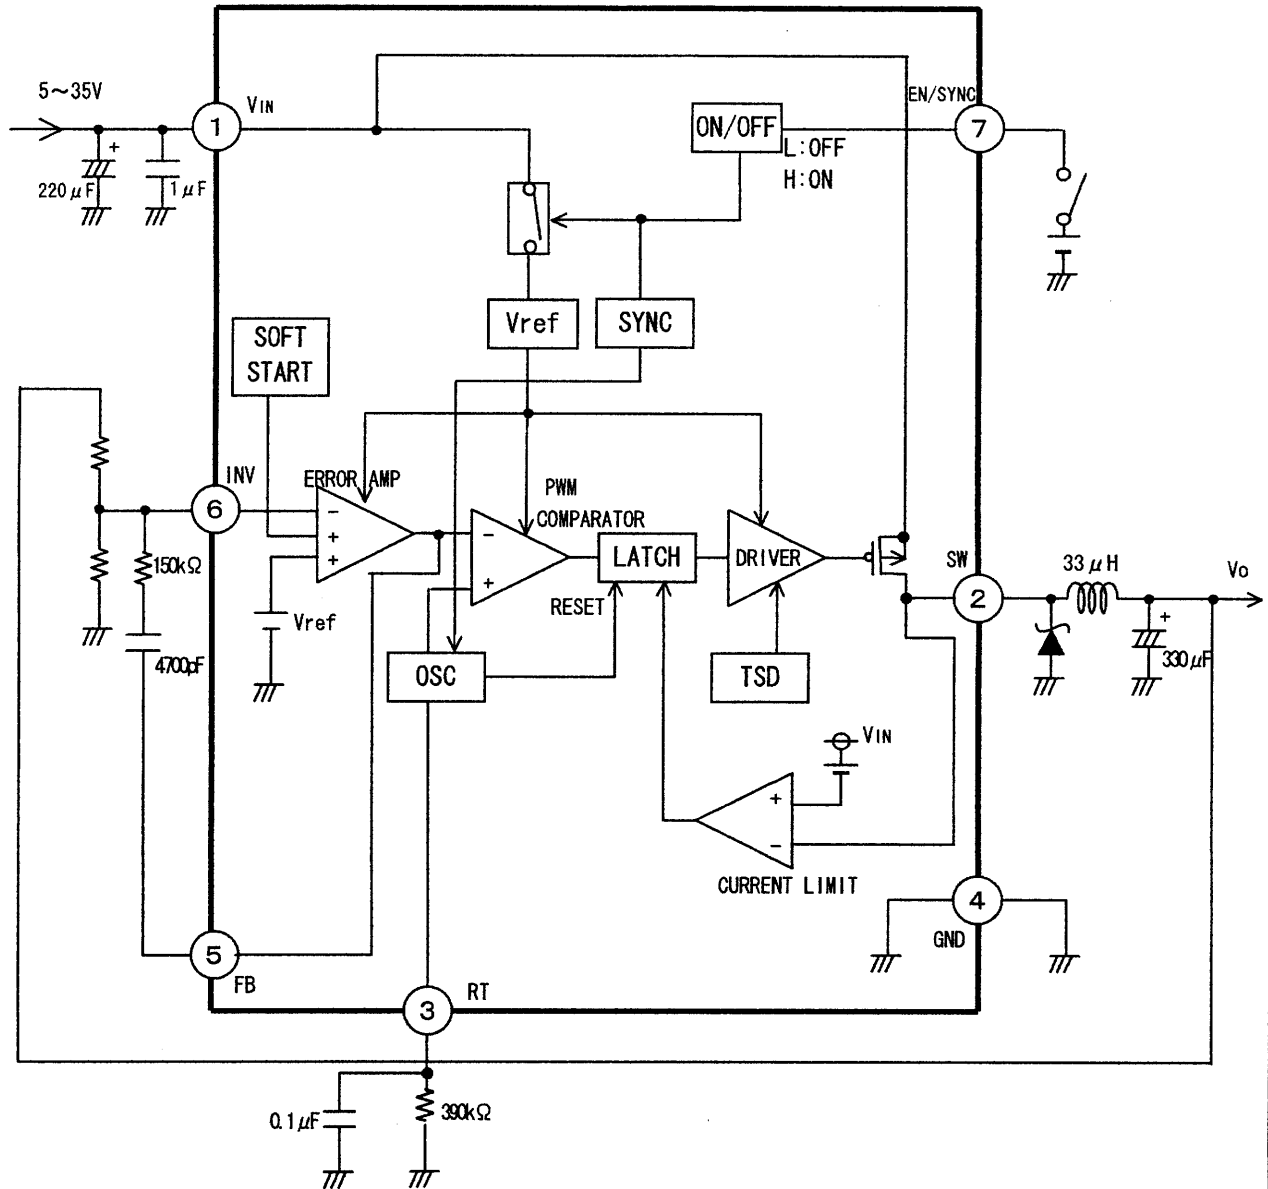 5~35V
VIN
1
+
220μF
1μF
EN/SYNC
7
ON/OFF
L:OFF
H:ON
Vref
SYNC
SOFT
START
INV
6
ERROR AMP
-
+
+
PWM
COMPARATOR
-
+
LATCH
RESET
DRIVER
SW
2
33μH
Vo
+
330μF
150kΩ
4700pF
Vref
OSC
TSD
VIN
+
-
CURRENT LIMIT
4
GND
5
FB
RT
3
0.1μF
390kΩ